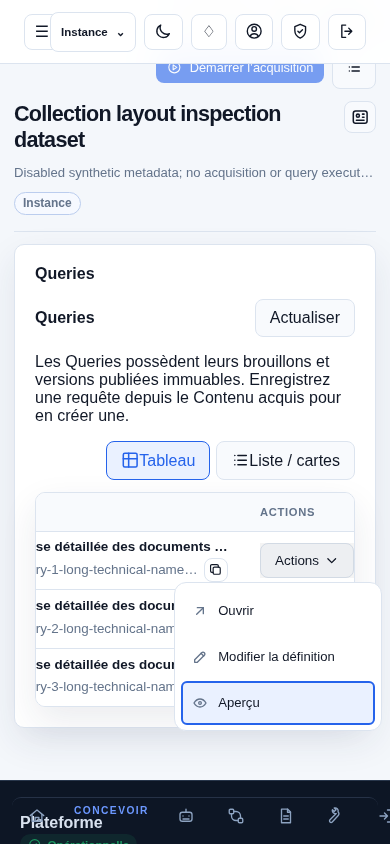 Instance
Démarrer l'acquisition
Collection layout inspection
dataset
Disabled synthetic metadata; no acquisition or query execut…
Instance
Queries
Queries
Actualiser
Les Queries possèdent leurs brouillons et
versions publiées immuables. Enregistrez
une requête depuis le Contenu acquis pour
en créer une.
Tableau
Liste / cartes
ACTIONS
se détaillée des documents …
ry-1-long-technical-name…
Actions
se détaillée des docu
ry-2-long-technical-nam
se détaillée des docu
ry-3-long-technical-nam
Ouvrir
Modifier la définition
Aperçu
CONCEVOIR
Plateforme
Opérationnelle